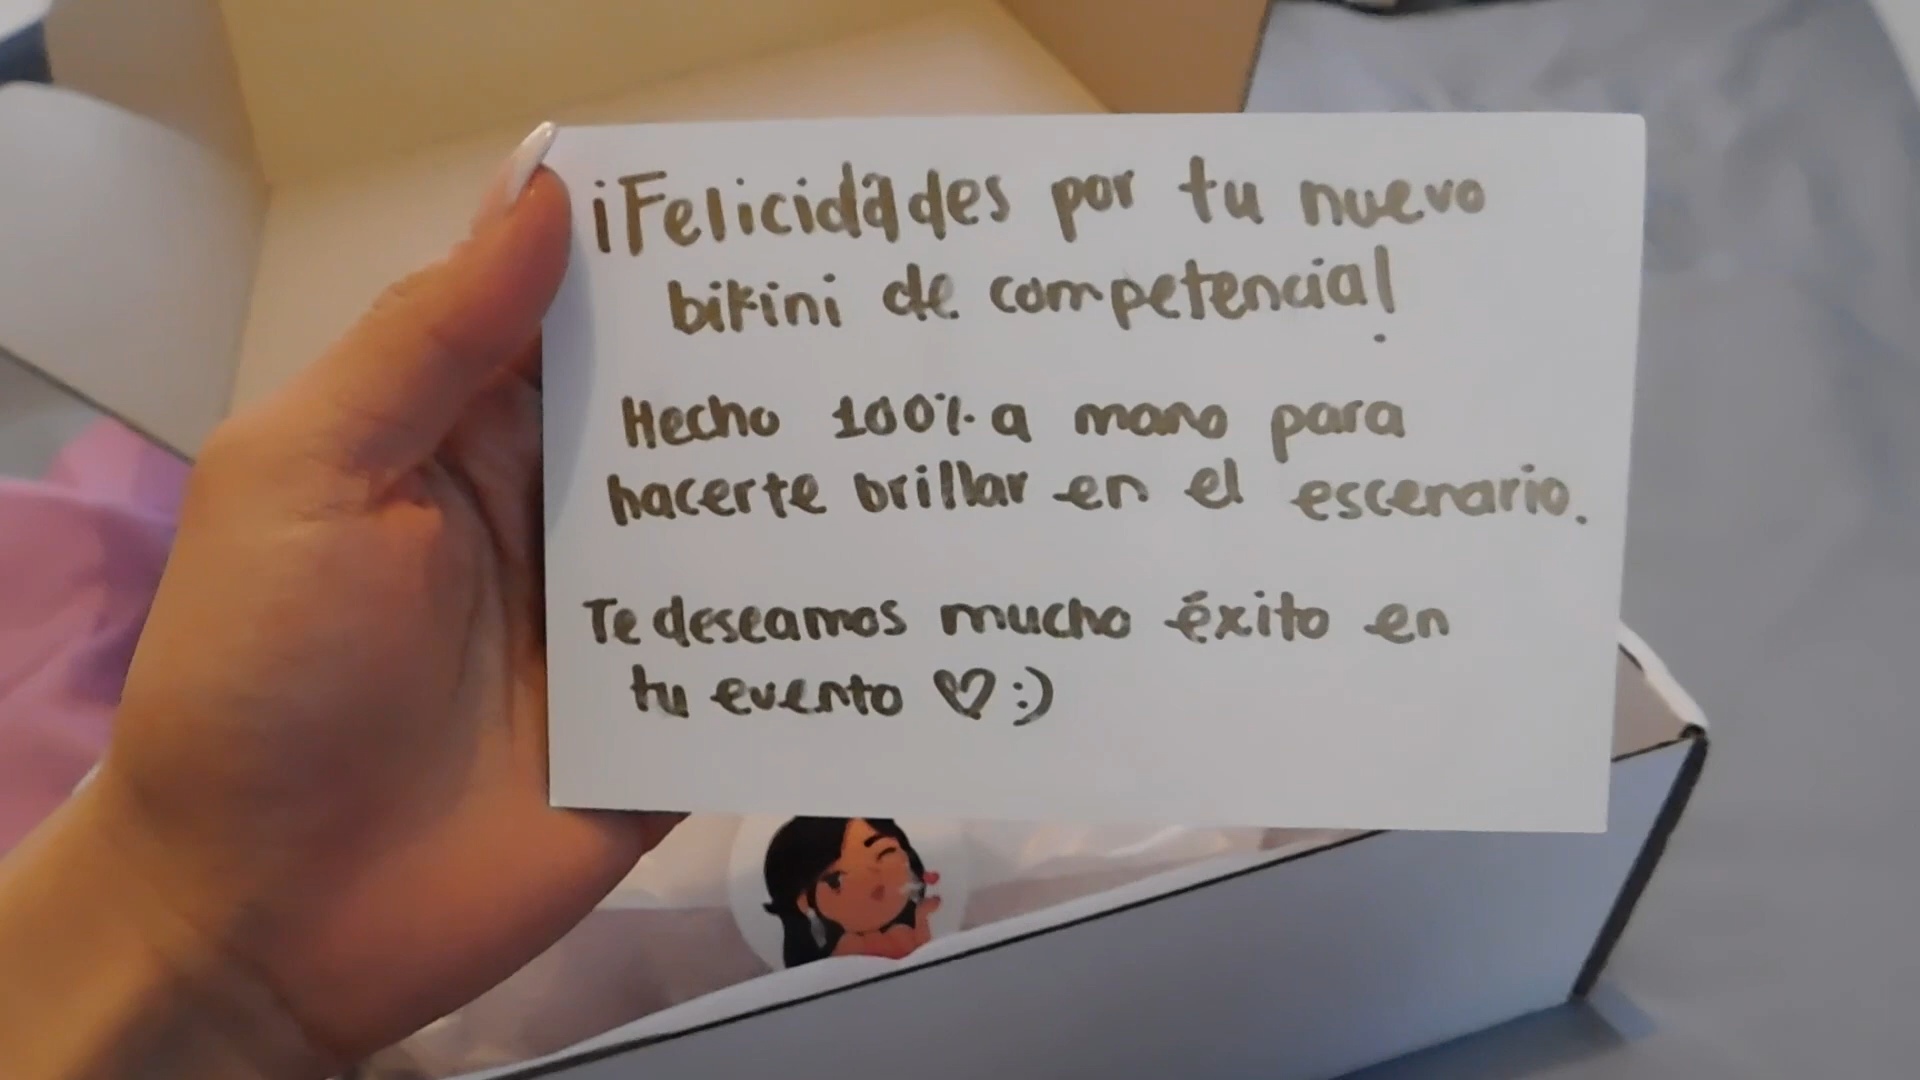 ¡Felicidades por tu nuevo
bikini de competencia!
Hecho 100% a mano para
hacerte brillar en el escenario.
Te deseamos mucho éxito en
tu evento ♡ :)